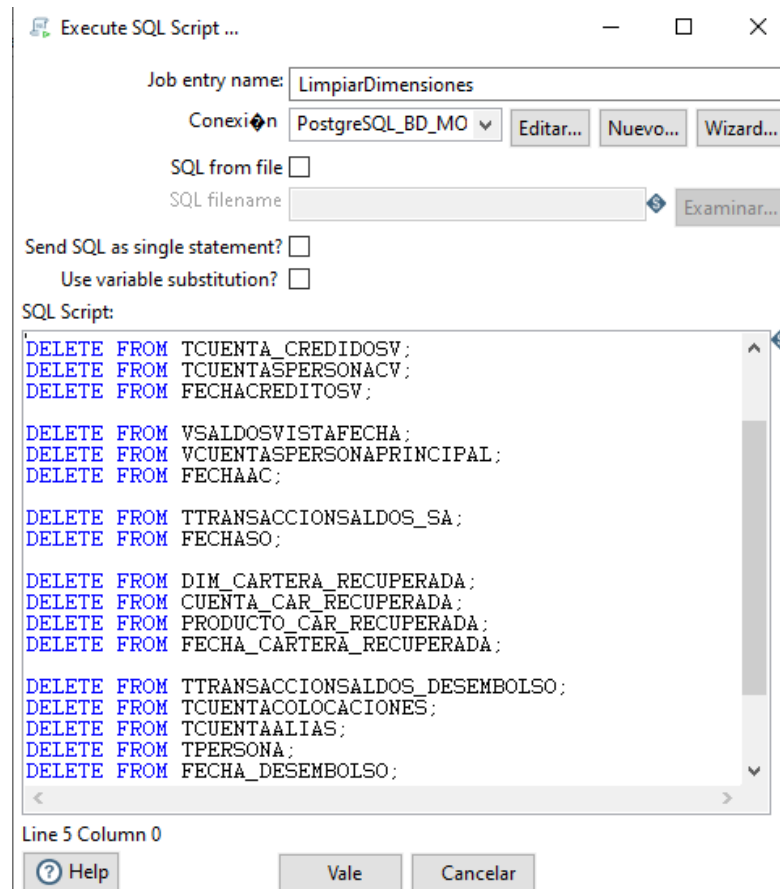 Execute SQL Script ...
Job entry name: LimpiarDimensiones
Conexi�n PostgreSQL_BD_MO Editar... Nuevo... Wizard...
SQL from file
SQL filename Examinar...
Send SQL as single statement?
Use variable substitution?
SQL Script:
DELETE FROM TCUENTA_CREDIDOSV;
DELETE FROM TCUENTASPERSONACV;
DELETE FROM FECHACREDITOSV;
DELETE FROM VSALDOSVISTAFECHA;
DELETE FROM VCUENTASPERSONAPRINCIPAL;
DELETE FROM FECHAAC;
DELETE FROM TTRANSACCIONSALDOS_SA;
DELETE FROM FECHASO;
DELETE FROM DIM_CARTERA_RECUPERADA;
DELETE FROM CUENTA_CAR_RECUPERADA;
DELETE FROM PRODUCTO_CAR_RECUPERADA;
DELETE FROM FECHA_CARTERA_RECUPERADA;
DELETE FROM TTRANSACCIONSALDOS_DESEMBOLSO;
DELETE FROM TCUENTACOLOCACIONES;
DELETE FROM TCUENTAALIAS;
DELETE FROM TPERSONA;
DELETE FROM FECHA_DESEMBOLSO;
Line 5 Column 0
Help Vale Cancelar